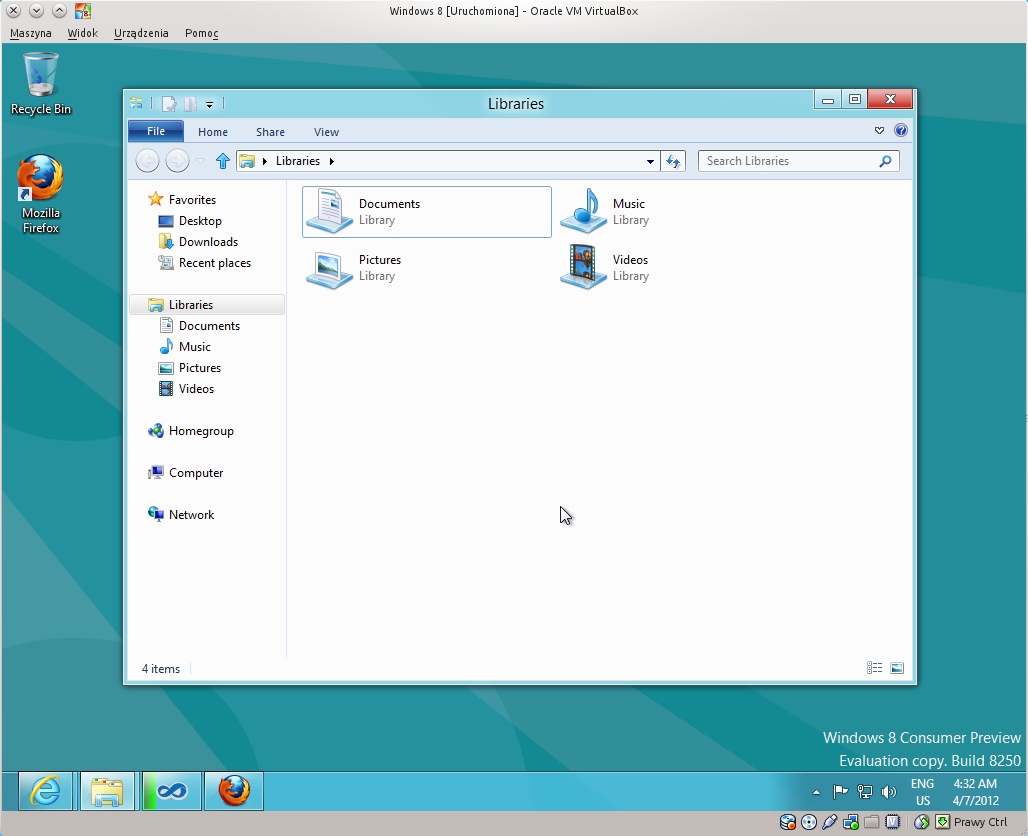 Windows 8 [Uruchomiona] - Oracle VM VirtualBox
Maszyna Widok Urządzenia Pomoc
Recycle Bin
Mozilla
Firefox
Libraries
File Home Share View
Libraries
Search Libraries
Favorites
Desktop
Downloads
Recent places
Libraries
Documents
Music
Pictures
Videos
Homegroup
Computer
Network
Documents
Library
Music
Library
Pictures
Library
Videos
Library
4 items
Windows 8 Consumer Preview
Evaluation copy. Build 8250
ENG
US
4:32 AM
4/7/2012
Prawy Ctrl